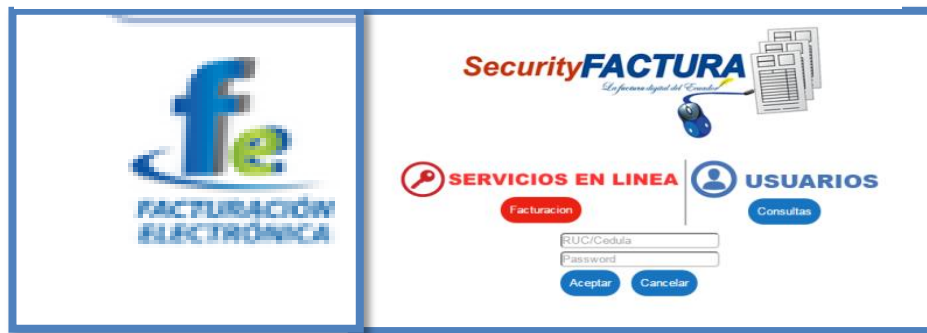 fe
FACTURACIÓN
ELECTRÓNICA
SecurityFACTURA
La factura digital del Ecuador
SERVICIOS EN LINEA
USUARIOS
Facturacion
Consultas
RUC/Cedula
Password
Aceptar
Cancelar